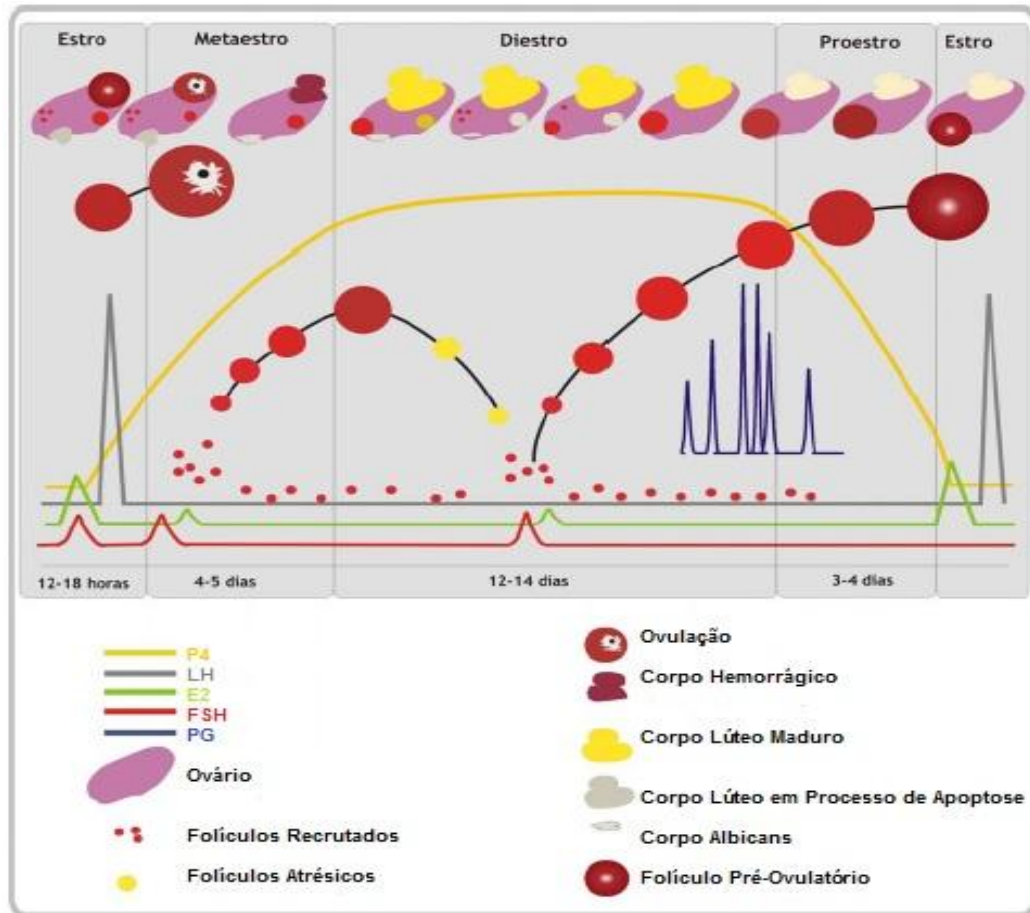 Estro Metaestro Diestro Proestro Estro
12-18 horas 4-5 dias 12-14 dias 3-4 dias
P4
LH
E2
FSH
PG
Ovário
Folículos Recrutados
Folículos Atrésicos
Ovulação
Corpo Hemorrágico
Corpo Lúteo Maduro
Corpo Lúteo em Processo de Apoptose
Corpo Albicans
Folículo Pré-Ovulatório